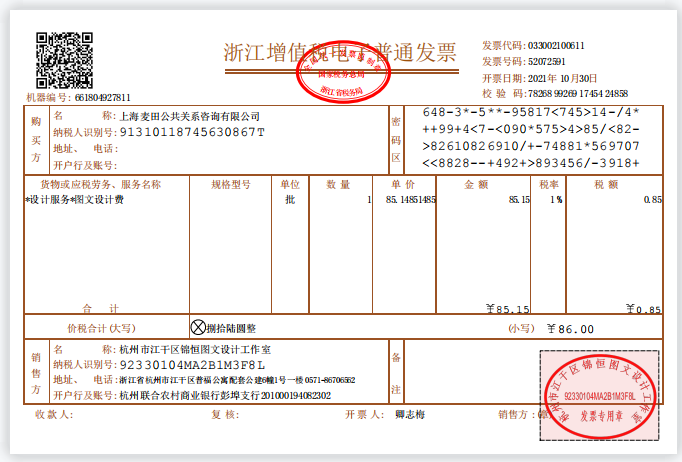 浙江增值税电子普通发票
全国统一发票监制章
国家税务总局
浙江省税务局
发票代码: 033002100611
发票号码: 52072591
开票日期: 2021年 10月30日
校 验 码: 78268 99269 17454 24858
机器编号: 661804927811
购买方
名 称: 上海麦田公共关系咨询有限公司
纳税人识别号: 91310118745630867T
地址、 电话:
开户行及账号:
密码区
648-3*-5**-95817<745>14-/4*
++99+4<7-<090*575>4>85/<82-
>82610826910/+-74881*569707
<<8828--+492+>893456/-3918+
货物或应税劳务、服务名称 规格型号 单位 数 量 单 价 金 额 税率 税 额
*设计服务*图文设计费 批 1 85.14851485 85.15 1% 0.85
合 计 ¥85.15 ¥0.85
价税合计(大写) ⊗捌拾陆圆整 (小写) ¥86.00
销售方
名 称: 杭州市江干区锦恒图文设计工作室
纳税人识别号: 92330104MA2B1M3F8L
地址、 电话: 浙江省杭州市江干区普福公寓配套公建6幢1号一楼 0571-86706562
开户行及账号: 杭州联合农村商业银行彭埠支行201000194082302
备注
收款人: 复核: 开票人: 卿志梅 销售方:
杭州市江干区锦恒图文设计工作室
92330104MA2B1M3F8L
发票专用章